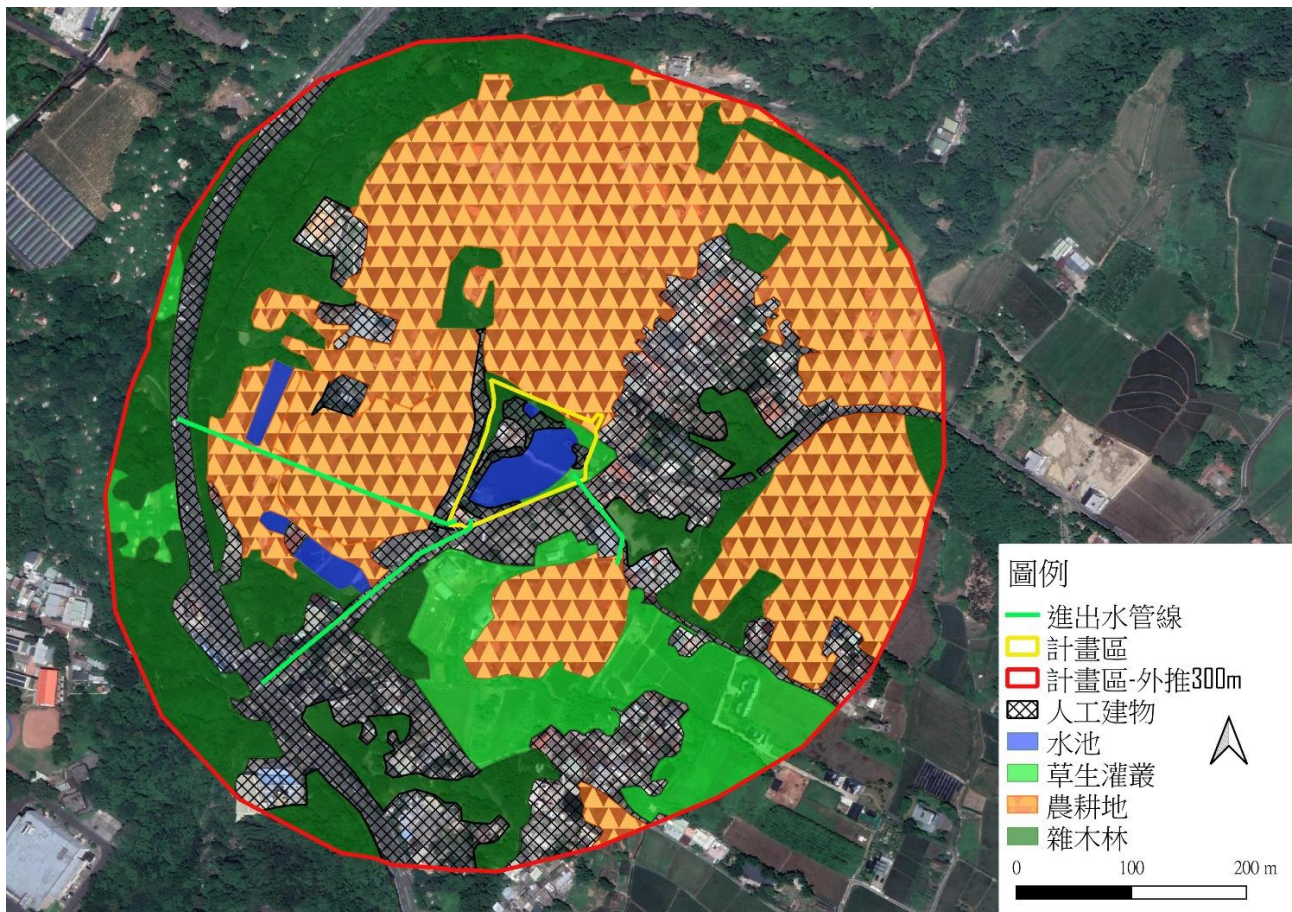 圖例
進出水管線
計畫區
計畫區-外推300m
人工建物
水池
草生灌叢
農耕地
雜木林
0 100 200 m